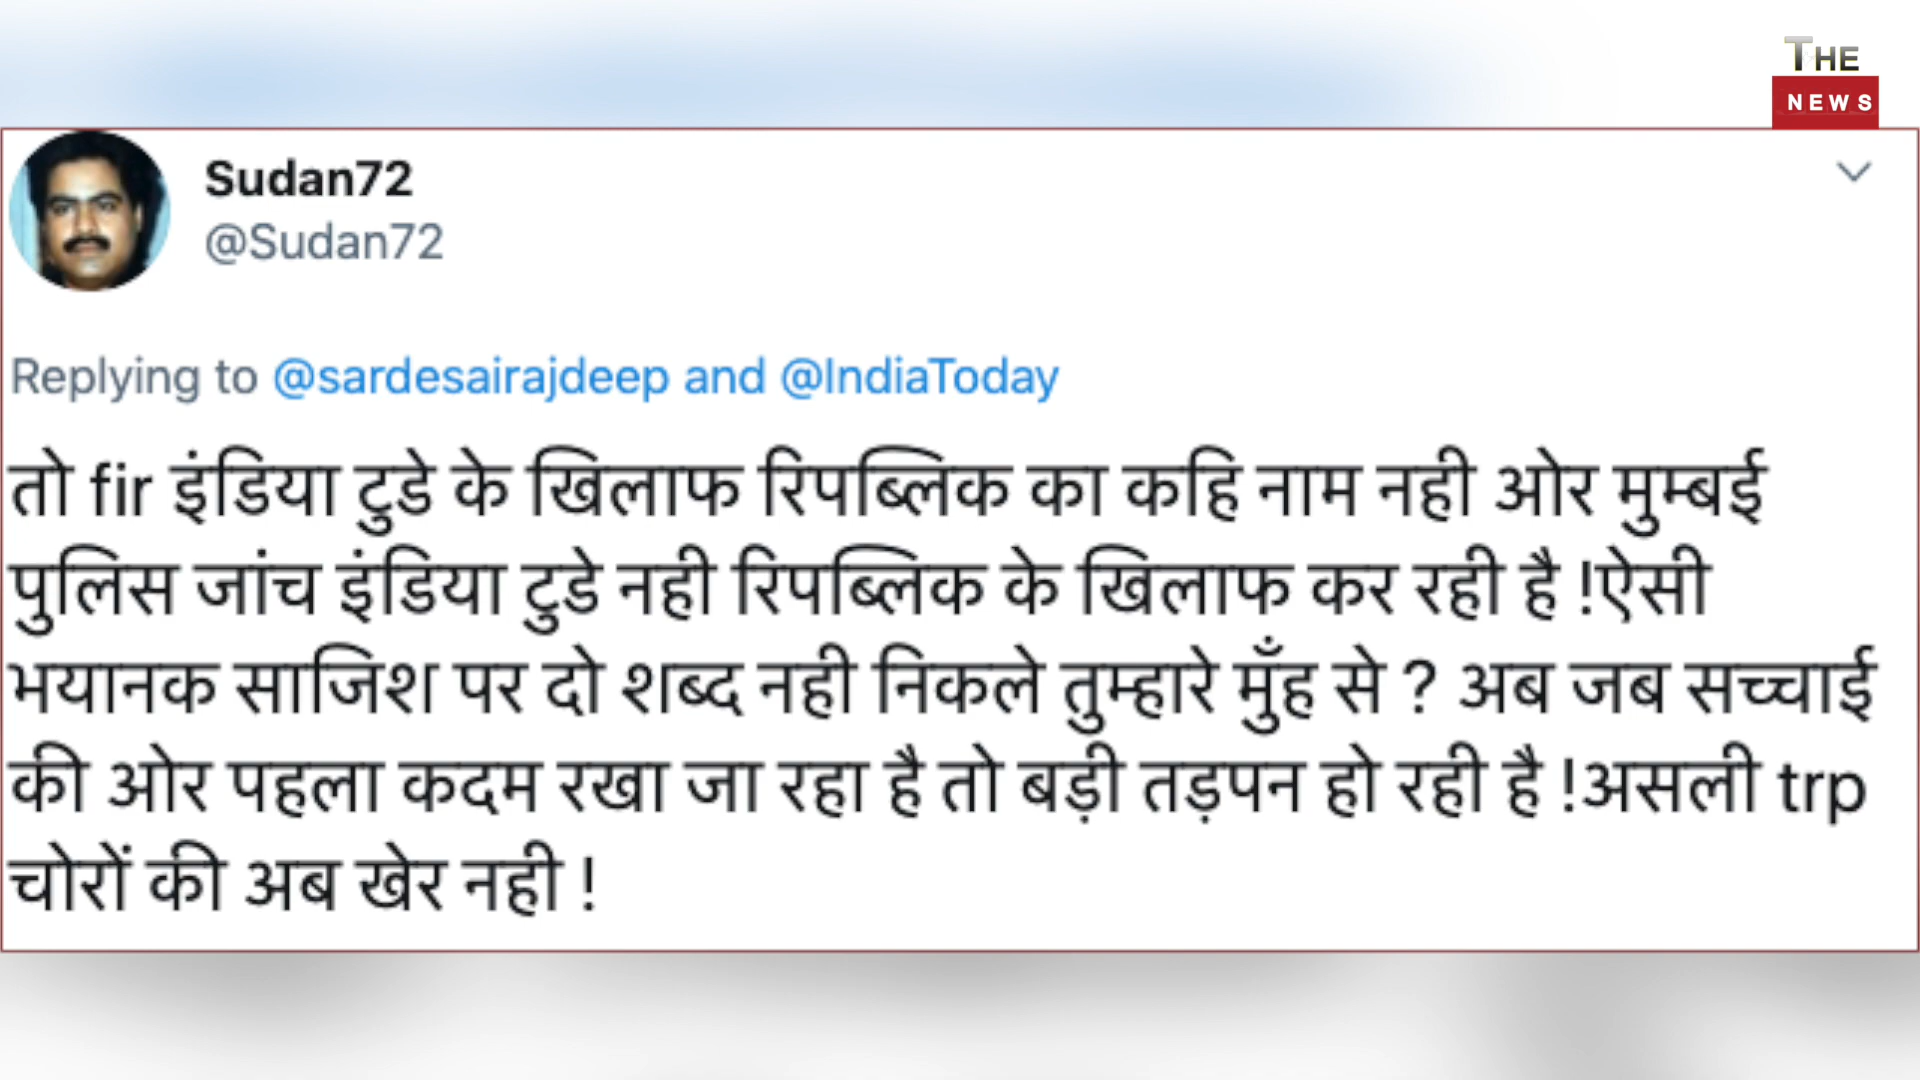 THE
NEWS
Sudan72
@Sudan72
Replying to @sardesairajdeep and @IndiaToday
तो fir इंडिया टुडे के खिलाफ रिपब्लिक का कहि नाम नही ओर मुम्बई
पुलिस जांच इंडिया टुडे नही रिपब्लिक के खिलाफ कर रही है !ऐसी
भयानक साजिश पर दो शब्द नही निकले तुम्हारे मुँह से ? अब जब सच्चाई
की ओर पहला कदम रखा जा रहा है तो बड़ी तड़पन हो रही है !असली trp
चोरों की अब खेर नही !